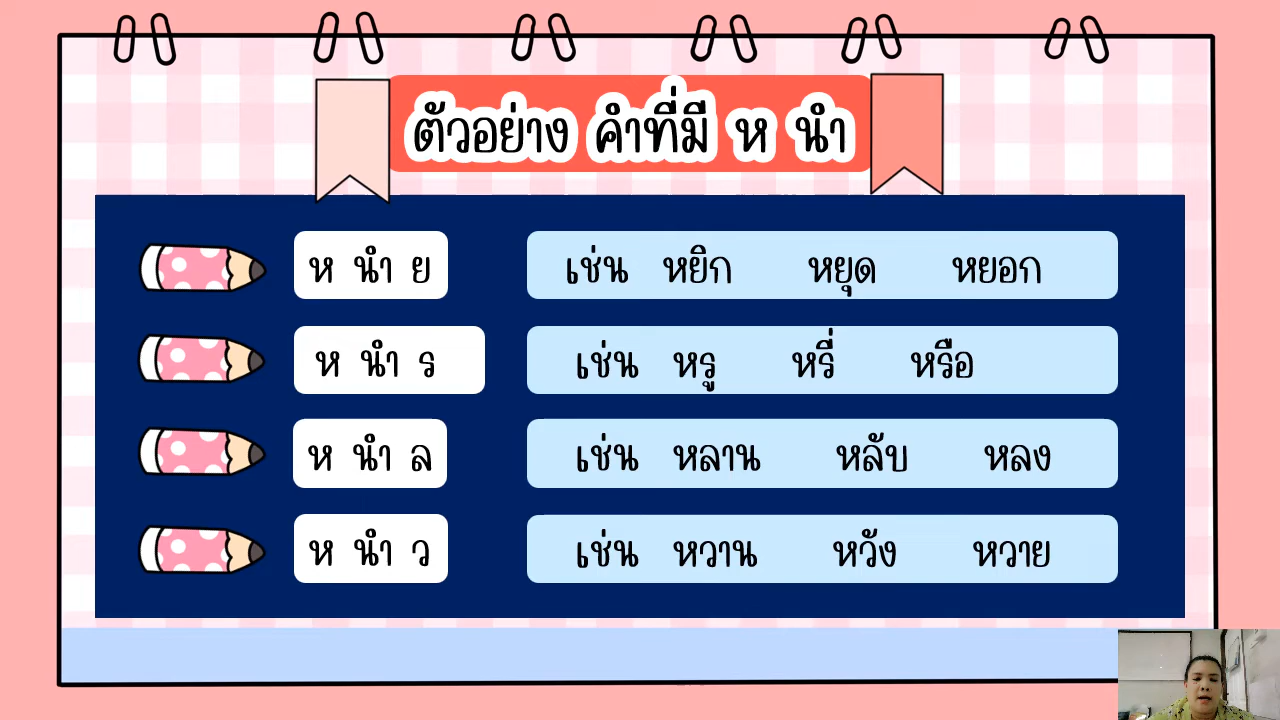 ตัวอย่าง คำที่มี ห นำ
ห นำ ย เช่น หยิก หยุด หยอก
ห นำ ร เช่น หรู หรี่ หรือ
ห นำ ล เช่น หลาน หลับ หลง
ห นำ ว เช่น หวาน หวัง หวาย